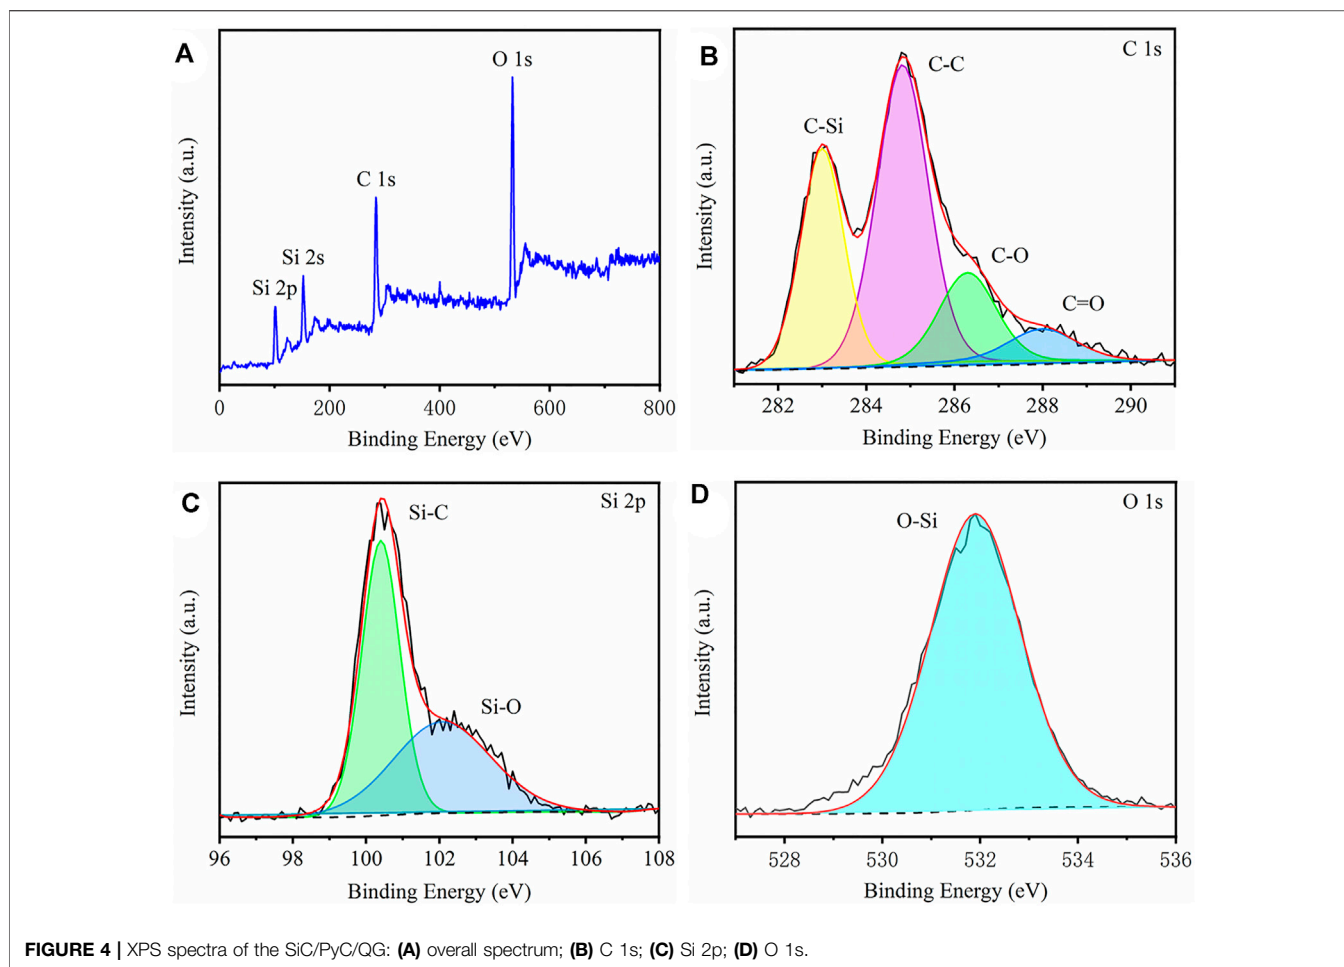 A
O 1s
C 1s
Si 2s
Si 2p
Intensity (a.u.)
0 200 400 600 800
Binding Energy (eV)
B
C 1s
C-C
C-Si
C-O
C=O
Intensity (a.u.)
282 284 286 288 290
Binding Energy (eV)
C
Si 2p
Si-C
Si-O
Intensity (a.u.)
96 98 100 102 104 106 108
Binding Energy (eV)
D
O 1s
O-Si
Intensity (a.u.)
528 530 532 534 536
Binding Energy (eV)
FIGURE 4 | XPS spectra of the SiC/PyC/QG: (A) overall spectrum; (B) C 1s; (C) Si 2p; (D) O 1s.